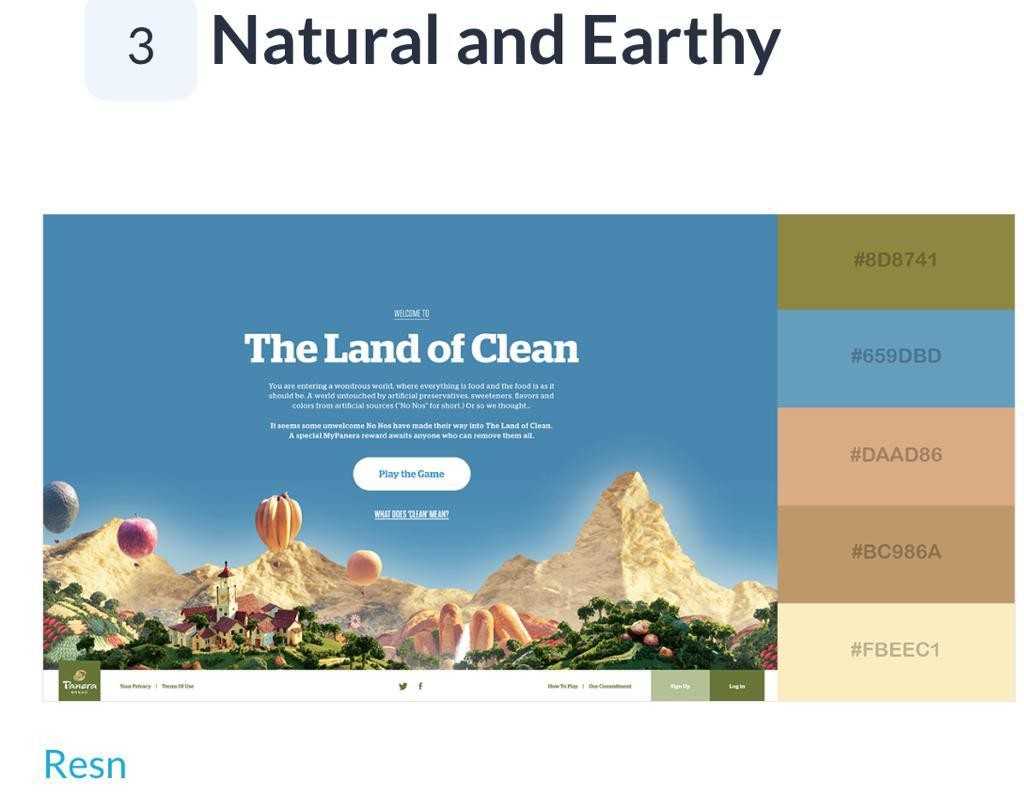 3 Natural and Earthy
WELCOME TO
The Land of Clean
You are entering a wondrous world, where everything is food and the food is as it
should be. A world untouched by artificial preservatives, sweeteners, flavors and
colors from artificial sources ("No Nos" for short.) Or so we thought...
It seems some unwelcome No Nos have made their way into The Land of Clean.
A special MyPanera reward awaits anyone who can remove them all.
Play the Game
WHAT DOES 'CLEAN' MEAN?
#8D8741
#659DBD
#DAAD86
#BC986A
#FBEEC1
Panera
BREAD
Your Privacy | Terms Of Use
How To Play | Our Commitment
Sign Up
Log In
Resn